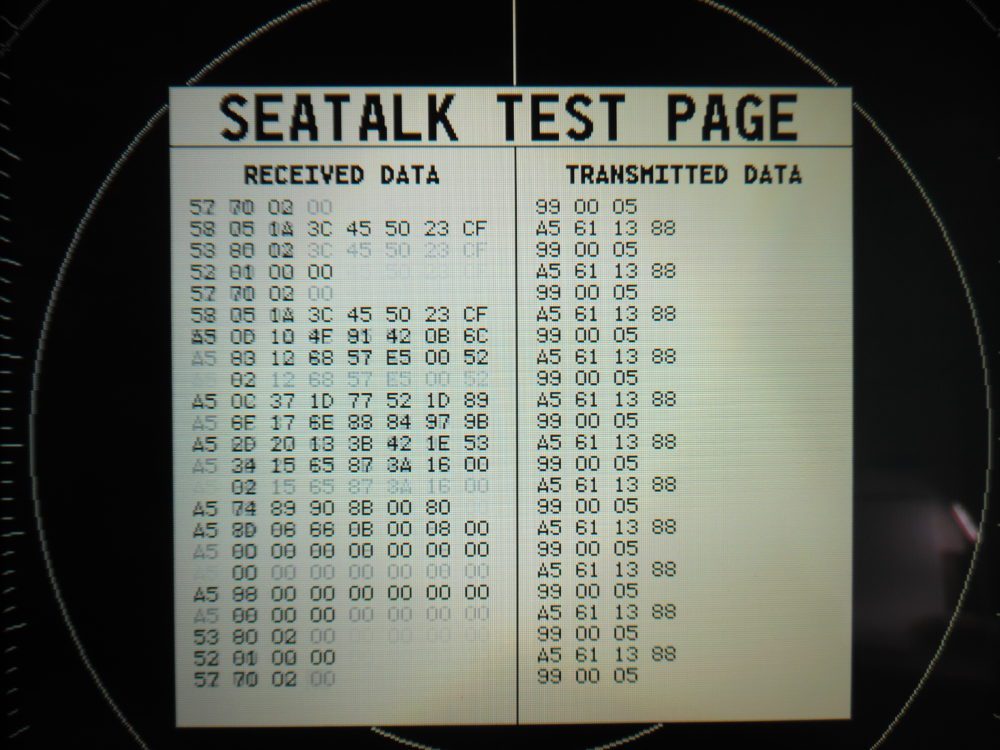 SEATALK TEST PAGE
RECEIVED DATA
57 70 02 00
58 05 1A 3C 45 50 23 CF
53 80 02 3C 45 50 23 CF
52 01 00 00 50 23 CF
57 70 02 00
58 05 1A 3C 45 50 23 CF
A5 0D 10 4F 91 42 0B 6C
A5 83 12 68 57 E5 00 52
02 12 68 57 E5 00 52
A5 0C 37 1D 77 52 1D 89
A5 6E 17 6E 88 84 97 9B
A5 2D 20 13 3B 42 1E 53
A5 34 15 65 87 3A 16 00
02 15 65 87 3A 16 00
A5 74 89 90 8B 00 80
A5 8D 06 66 0B 00 08 00
A5 00 00 00 00 00 00 00
00 00 00 00 00 00 00
A5 98 00 00 00 00 00 00
A5 00 00 00 00 00 00 00
53 80 02 00 00 00 00
52 01 00 00
57 70 02 00
TRANSMITTED DATA
99 00 05
A5 61 13 88
99 00 05
A5 61 13 88
99 00 05
A5 61 13 88
99 00 05
A5 61 13 88
99 00 05
A5 61 13 88
99 00 05
A5 61 13 88
99 00 05
A5 61 13 88
99 00 05
A5 61 13 88
99 00 05
A5 61 13 88
99 00 05
A5 61 13 88
99 00 05
A5 61 13 88
99 00 05